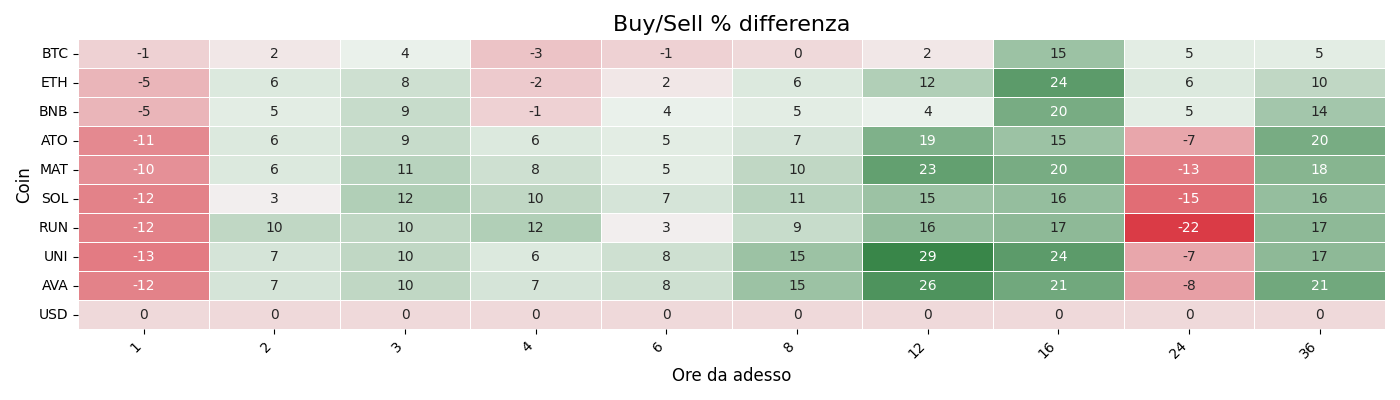 Buy/Sell % differenza
Coin
BTC -1 2 4 -3 -1 0 2 15 5 5
ETH -5 6 8 -2 2 6 12 24 6 10
BNB -5 5 9 -1 4 5 4 20 5 14
ATO -11 6 9 6 5 7 19 15 -7 20
MAT -10 6 11 8 5 10 23 20 -13 18
SOL -12 3 12 10 7 11 15 16 -15 16
RUN -12 10 10 12 3 9 16 17 -22 17
UNI -13 7 10 6 8 15 29 24 -7 17
AVA -12 7 10 7 8 15 26 21 -8 21
USD 0 0 0 0 0 0 0 0 0 0
1 2 3 4 6 8 12 16 24 36
Ore da adesso